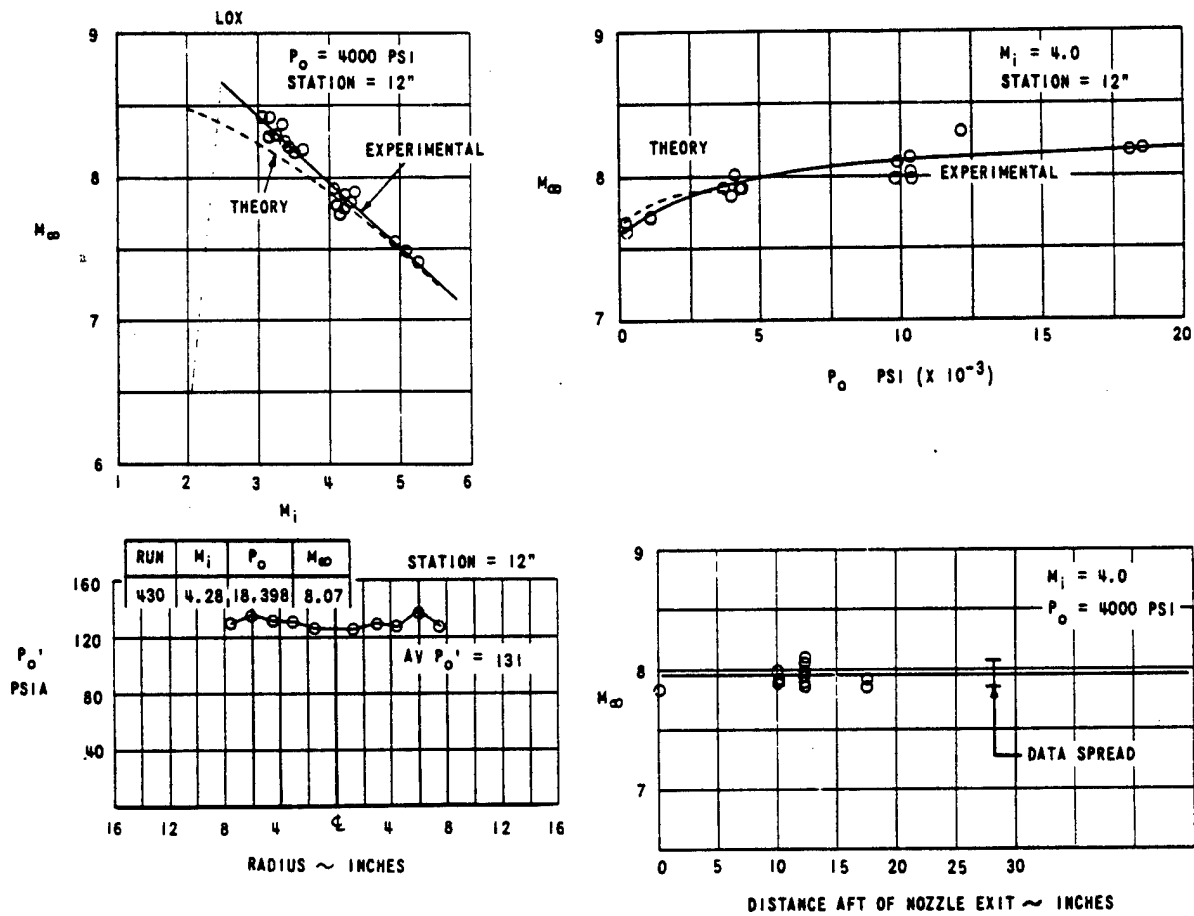 LOX
9
8
7
6
M∞
P₀ = 4000 PSI
STATION = 12"
EXPERIMENTAL
THEORY
1 2 3 4 5 6
Mᵢ
9
M∞ 8
7
Mᵢ = 4.0
STATION = 12"
THEORY
EXPERIMENTAL
0 5 10 15 20
P₀ PSI (X 10⁻³)
RUN Mᵢ P₀ M∞
430 4.28 18,398 8.07
STATION = 12"
160
120
80
40
P₀'
PSIA
AV P₀' = 131
16 12 8 4 ℄ 4 8 12 16
RADIUS ~ INCHES
9
8
M∞
7
Mᵢ = 4.0
P₀ = 4000 PSI
DATA SPREAD
0 5 10 15 20 25 30
DISTANCE AFT OF NOZZLE EXIT ~ INCHES